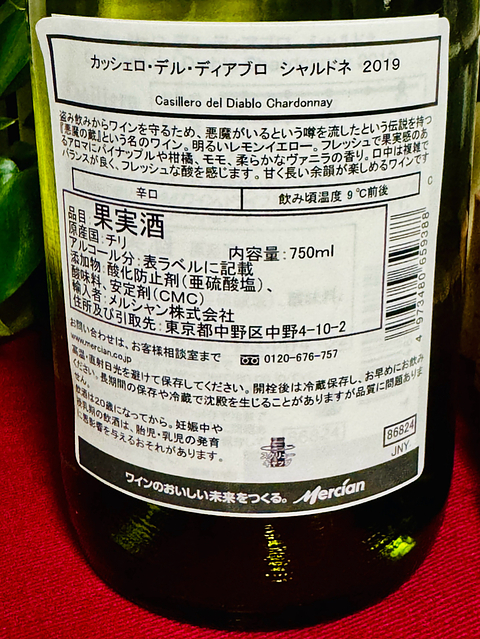 カッシェロ・デル・ディアブロ シャルドネ 2019
Casillero del Diablo Chardonnay
盗み飲みからワインを守るため、悪魔がいるという噂を流したという伝説を持つ
『悪魔の蔵』という名のワイン。明るいレモンイエロー。フレッシュで果実感のあ
るアロマにパイナップルや柑橘、モモ、柔らかなヴァニラの香り。口中は複雑で
バランスが良く、フレッシュな酸を感じます。甘く長い余韻が楽しめるワインです
辛口
飲み頃温度 9℃前後
品目 果実酒
原産国:チリ
内容量:750ml
アルコール分:表ラベルに記載
添加物:酸化防止剤(亜硫酸塩)、
酸味料、安定剤(CMC)
輸入者:メルシャン株式会社
住所及び引取先:東京都中野区中野4-10-2
お問い合わせは、お客様相談室まで 0120-676-757
www.mercian.co.jp
高温・直射日光を避けて保存してください。開栓後は冷蔵保存し、お早めにお飲み
ください。長期間の保存や冷蔵で沈殿を生じることがありますが品質に問題ありま
せん。
飲酒は20歳になってから。妊娠中や
授乳期の飲酒は、胎児・乳児の発育
に悪影響を与えるおそれがあります。
スクリュー
キャップ
86824
JNY
C
4 973480 659388
ワインのおいしい未来をつくる。 Mercian